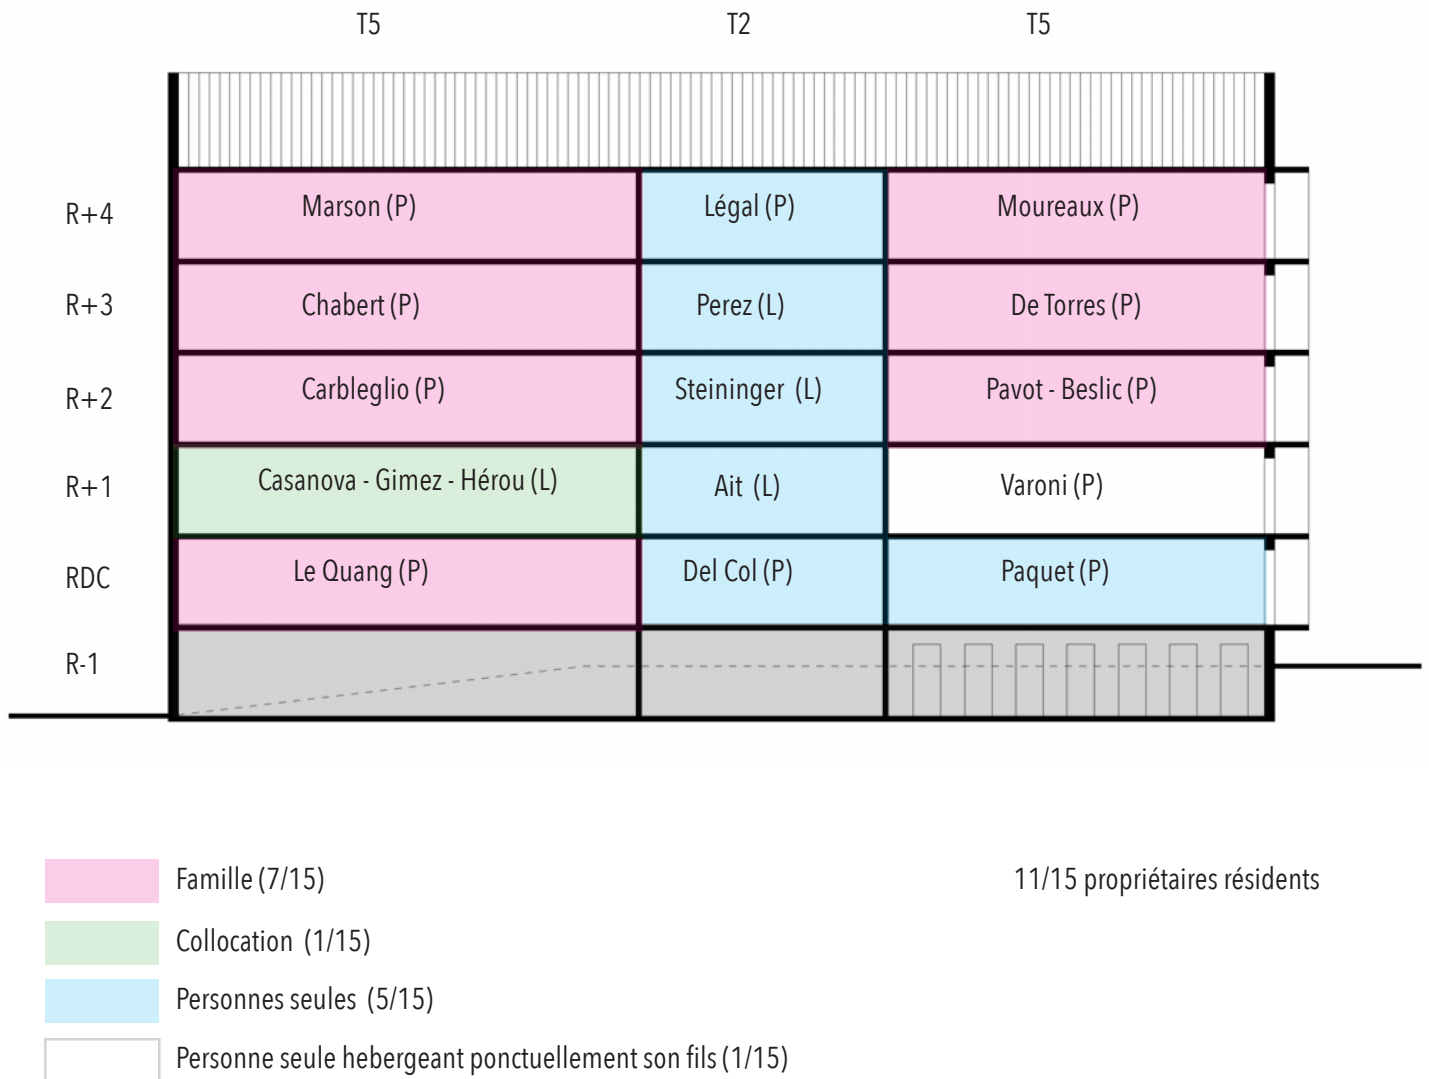 T5 T2 T5
R+4 Marson (P) Légal (P) Moureaux (P)
R+3 Chabert (P) Perez (L) De Torres (P)
R+2 Carbleglio (P) Steininger (L) Pavot - Beslic (P)
R+1 Casanova - Gimez - Hérou (L) Ait (L) Varoni (P)
RDC Le Quang (P) Del Col (P) Paquet (P)
R-1
Famille (7/15) 11/15 propriétaires résidents
Collocation (1/15)
Personnes seules (5/15)
Personne seule hebergeant ponctuellement son fils (1/15)